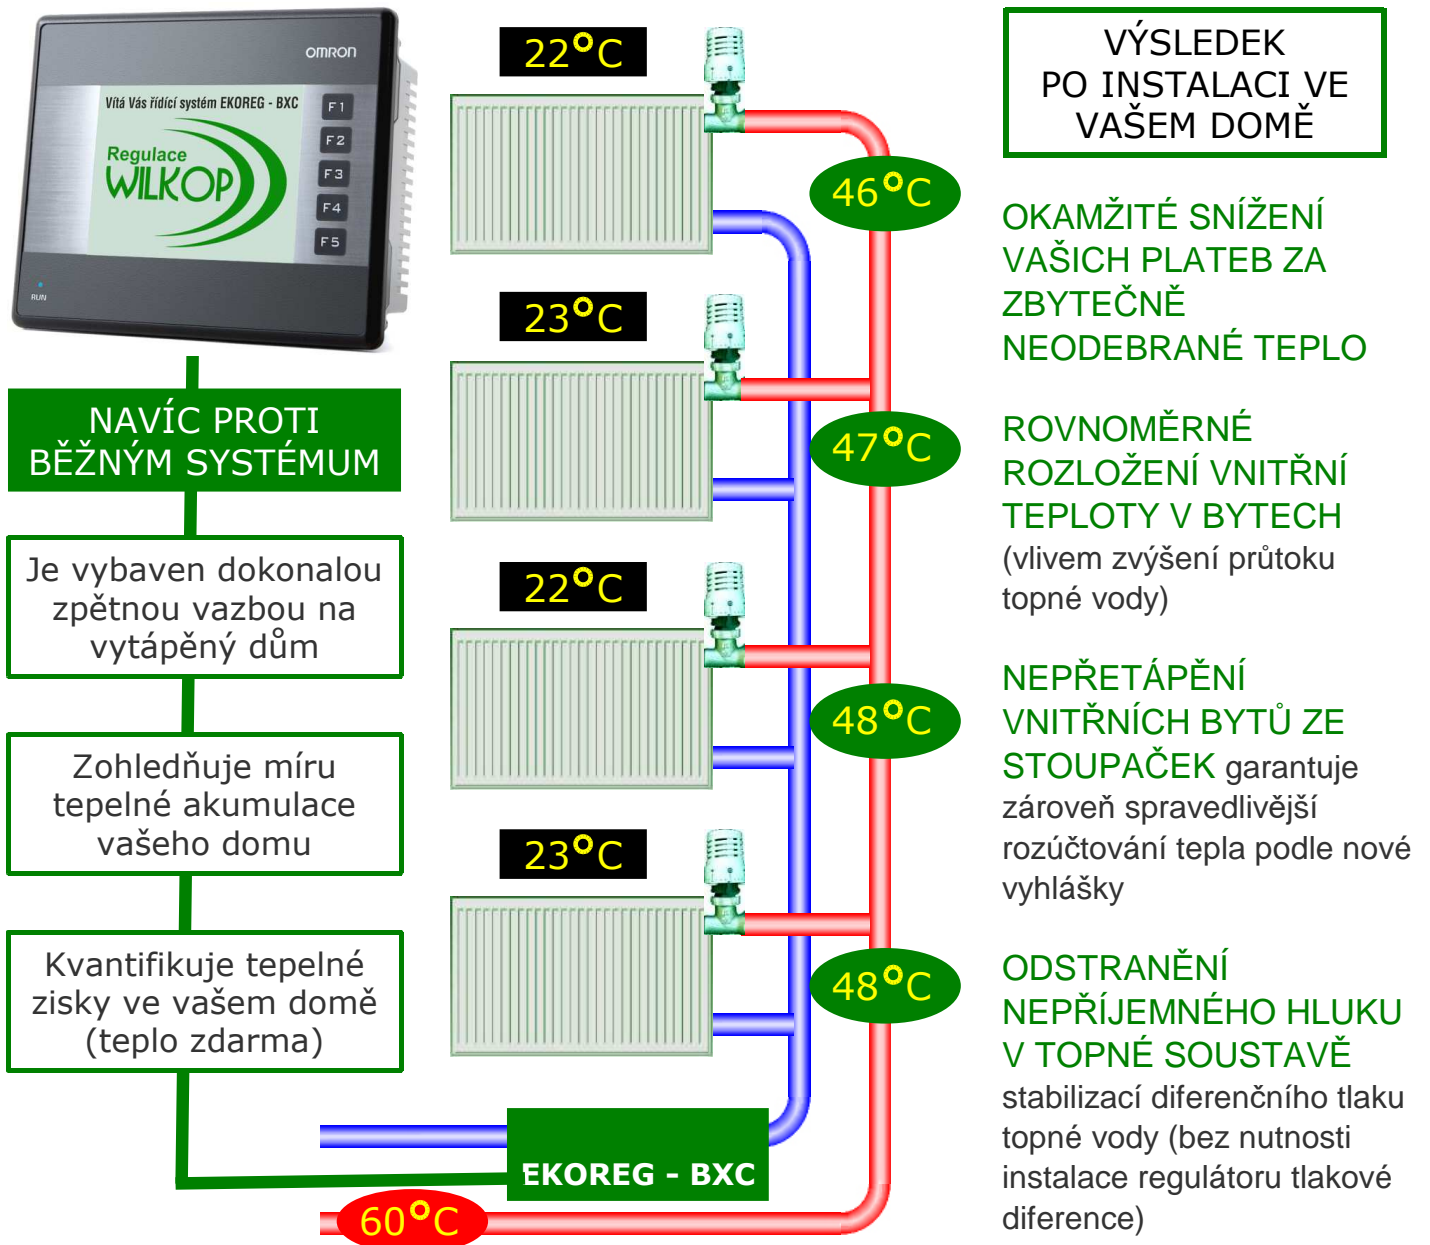 OMRON
Vítá Vás řídící systém EKOREG - BXC
Regulace
WILKOP
F1
F2
F3
F4
F5
RUN
NAVÍC PROTI
BĚŽNÝM SYSTÉMUM
Je vybaven dokonalou
zpětnou vazbou na
vytápěný dům
Zohledňuje míru
tepelné akumulace
vašeho domu
Kvantifikuje tepelné
zisky ve vašem domě
(teplo zdarma)
22°C
46°C
23°C
47°C
22°C
48°C
23°C
48°C
EKOREG - BXC
60°C
VÝSLEDEK
PO INSTALACI VE
VAŠEM DOMĚ
OKAMŽITÉ SNÍŽENÍ
VAŠICH PLATEB ZA
ZBYTEČNĚ
NEODEBRANÉ TEPLO
ROVNOMĚRNÉ
ROZLOŽENÍ VNITŘNÍ
TEPLOTY V BYTECH
(vlivem zvýšení průtoku
topné vody)
NEPŘETÁPĚNÍ
VNITŘNÍCH BYTŮ ZE
STOUPAČEK garantuje
zároveň spravedlivější
rozúčtování tepla podle nové
vyhlášky
ODSTRANĚNÍ
NEPŘÍJEMNÉHO HLUKU
V TOPNÉ SOUSTAVĚ
stabilizací diferenčního tlaku
topné vody (bez nutnosti
instalace regulátoru tlakové
diference)